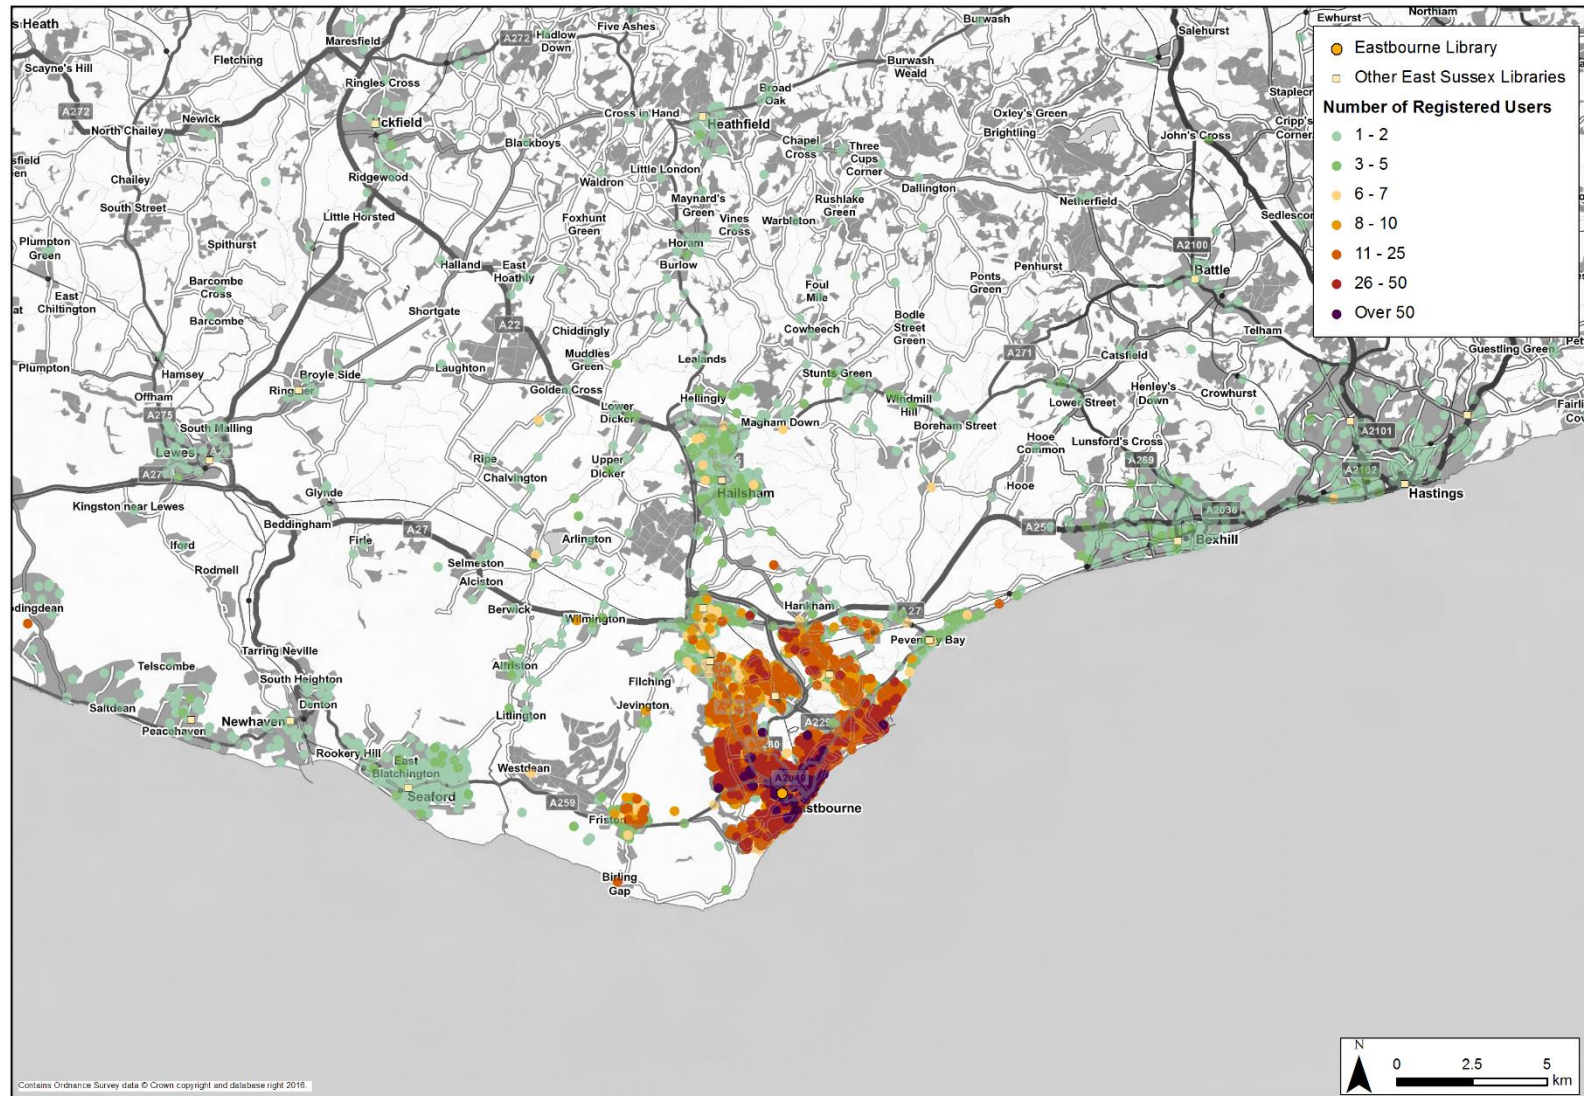 s Heath
Five Ashes
Burwash
Salehurst
Ewhurst
Northiam
Maresfield
A272
Hadlow
Down
Scayne's Hill
Fletching
Ringles Cross
Burwash
Weald
Broad
Oak
A272
North Chailey
Newick
Cross in Hand
Heathfield
Oxley's Green
Brightling
John's Cross
Staplecr
Cripp's
Corner
ckfield
Blackboys
Chapel
Cross
Three
Cups
Corner
Chailey
Ridgewood
Little London
Waldron
Dallington
South Street
Little Horsted
Maynard's
Green
Rushlake
Green
Netherfield
Sedlescom
Foxhunt
Green
Vines
Cross
Warbleton
Plumpton
Green
Spithurst
Horam
A2100
Halland
East
Hoathly
Burlow
Penhurst
Battle
Barcombe
Cross
Foul
Mile
Ponts
Green
East
Chiltington
Barcombe
Shortgate
A22
Chiddingly
Cowbeech
Bodle
Street
Green
Telham
Plumpton
Hamsey
Muddles
Green
Lealands
A271
Catsfield
Guestling Green
Broyle Side
Laughton
Golden Cross
Stunts Green
Offham
Henley's
Down
Crowhurst
Hellingly
Windmill
Hill
Lower Street
A275
Lower
Dicker
Magham Down
Boreham Street
South Malling
Lunsford's Cross
A2101
Lewes
Ripe
Upper
Dicker
Hooe
Common
A269
A2102
Chalvington
Hailsham
Hooe
Hastings
Glynde
Kingston near Lewes
A2036
Beddingham
A27
Bexhill
Iford
Firle
Arlington
Selmeston
Rodmell
Alciston
Berwick
Wilmington
Hankham
A27
Tarring Neville
Telscombe
Alfriston
South Heighton
Filching
Denton
Saltdean
Litlington
Jevington
Peacehaven
Newhaven
Rookery Hill
East
Blatchington
Westdean
Seaford
A259
Friston
Birling
Gap
Eastbourne Library
Other East Sussex Libraries
Number of Registered Users
1 - 2
3 - 5
6 - 7
8 - 10
11 - 25
26 - 50
Over 50
N
0 2.5 5
km
Contains Ordnance Survey data © Crown copyright and database right 2016.